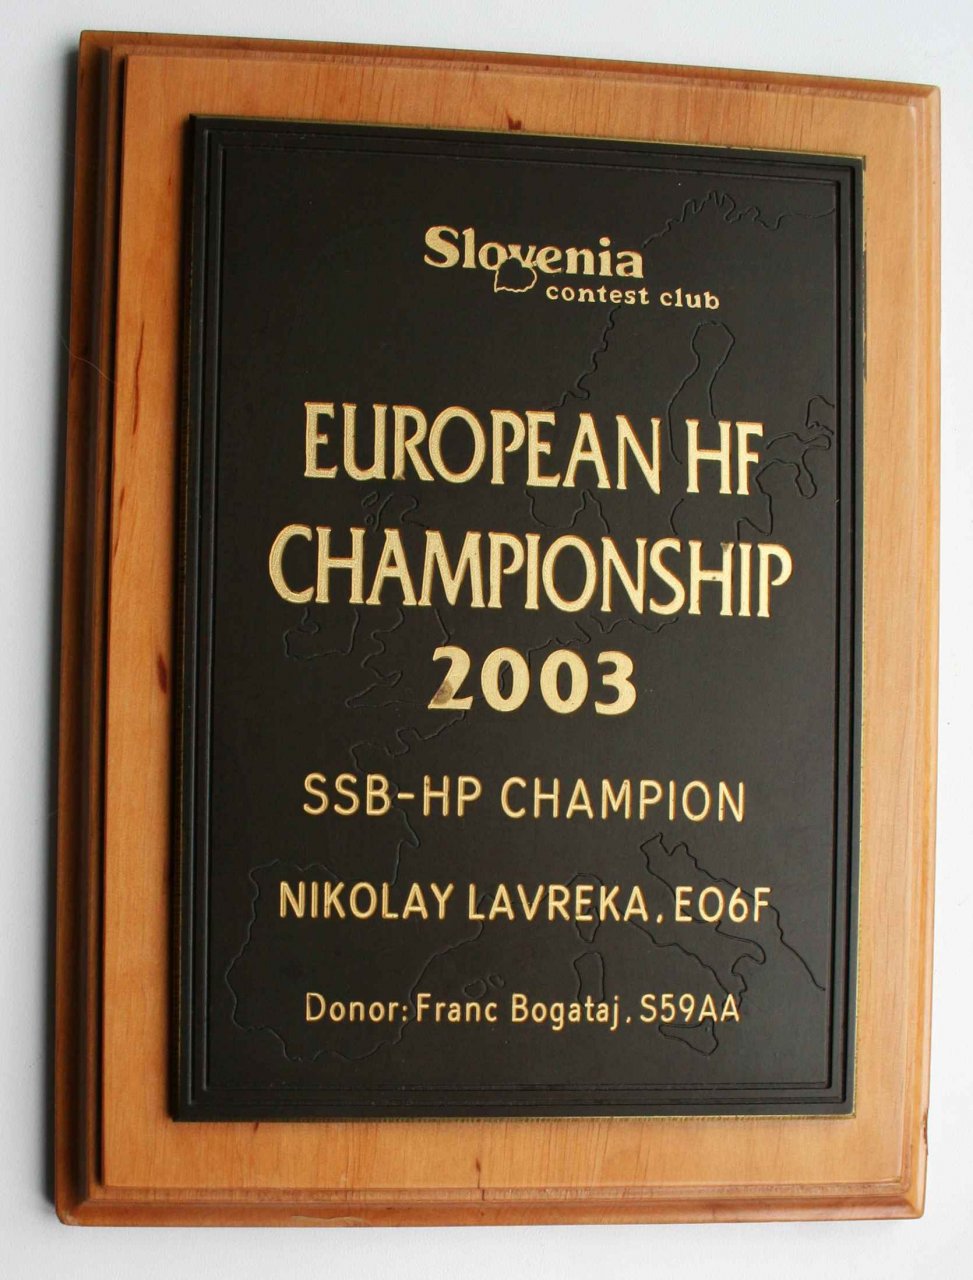 Slovenia
contest club
EUROPEAN HF
CHAMPIONSHIP
2003
SSB-HP CHAMPION
NIKOLAY LAVREKA, EO6F
Donor: Franc Bogataj, S59AA